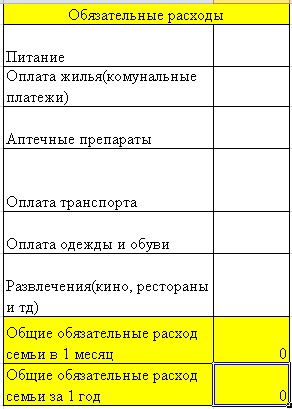 Обязательные расходы
Питание
Оплата жилья(комунальные
платежи)
Аптечные препараты
Оплата транспорта
Оплата одежды и обуви
Развлечения(кино, рестораны
и тд)
Общие обязательные расход
семьи в 1 месяц 0
Общие обязательные расход
семьи за 1 год 0